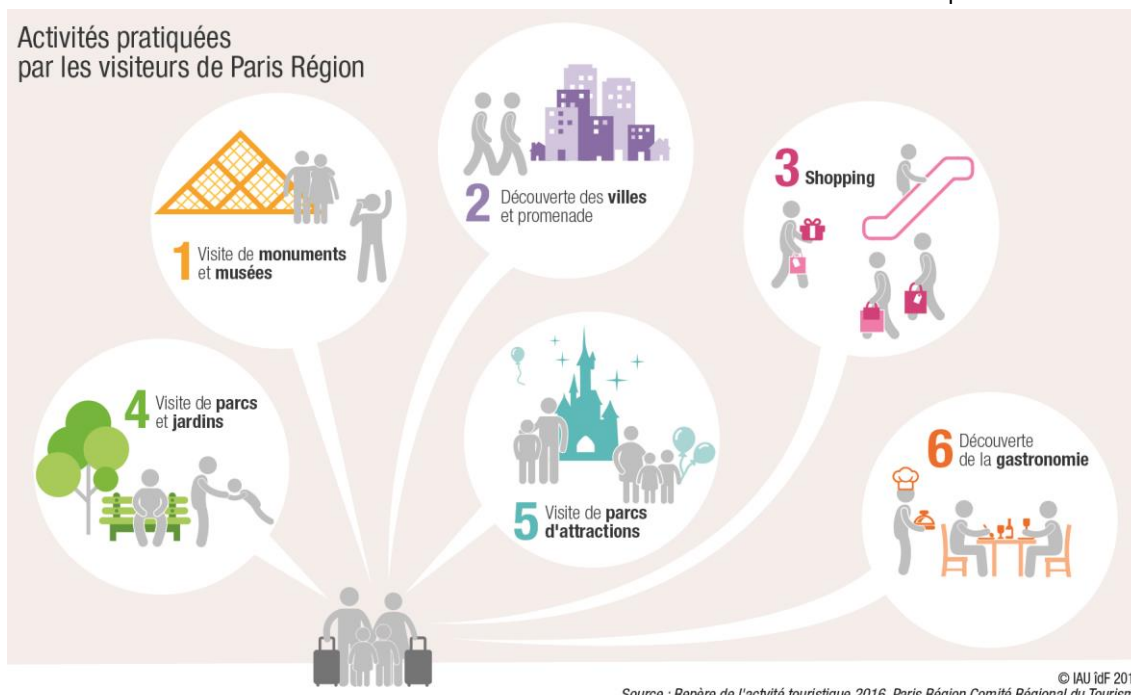 Activités pratiquées
par les visiteurs de Paris Région
1 Visite de monuments
et musées
2 Découverte des villes
et promenade
3 Shopping
4 Visite de parcs
et jardins
5 Visite de parcs
d'attractions
6 Découverte
de la gastronomie
© IAU îdF 201
Source : Repère de l'activité touristique 2016, Paris Région Comité Régional du